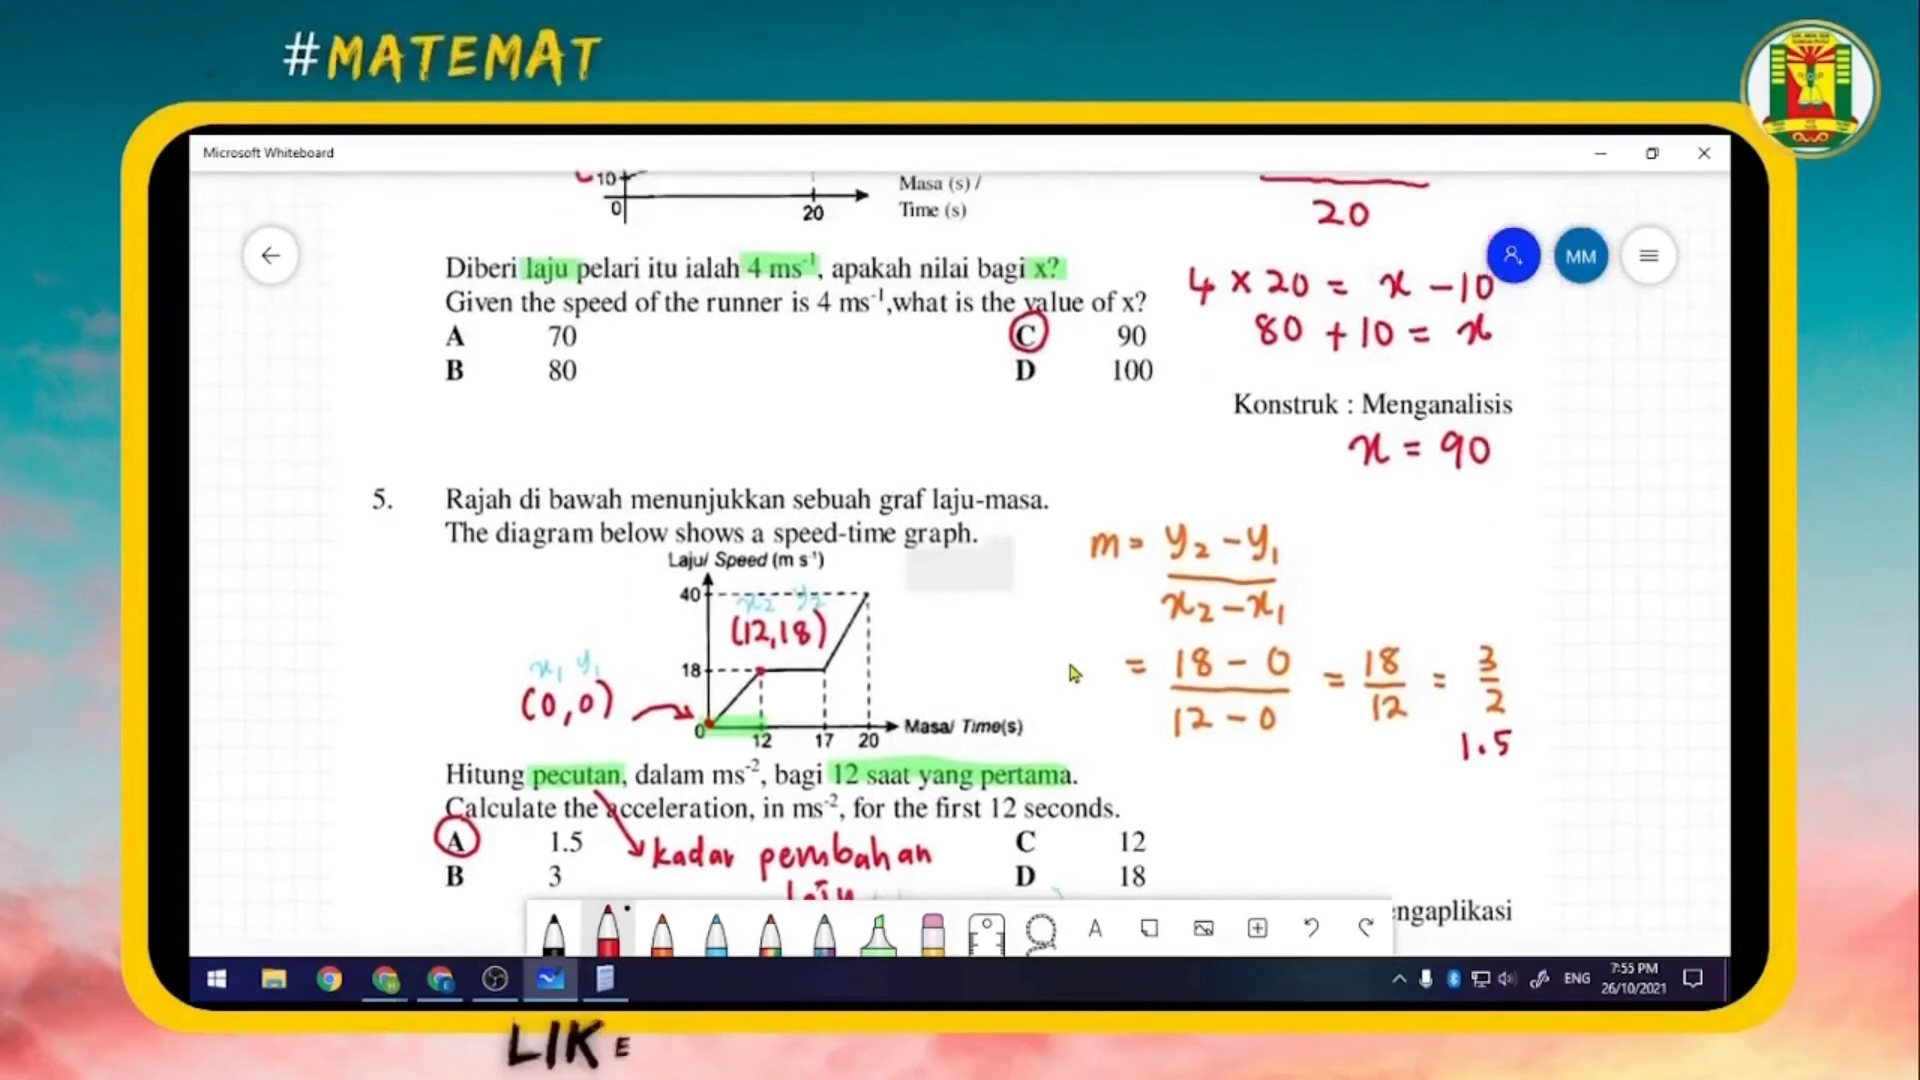 #MATEMAT
Microsoft Whiteboard
10
0
20
Masa (s) /
Time (s)
20
Diberi laju pelari itu ialah 4 ms⁻¹, apakah nilai bagi x?
Given the speed of the runner is 4 ms⁻¹,what is the value of x?
A 70
C 90
B 80
D 100
4 × 20 = x - 10
80 + 10 = x
MM
Konstruk : Menganalisis
x = 90
5. Rajah di bawah menunjukkan sebuah graf laju-masa.
The diagram below shows a speed-time graph.
Laju/ Speed (m s⁻¹)
40
x₂ y₂
(12,18)
18
x₁ y₁
(0,0)
0
12 17 20
Masa/ Time(s)
m = y₂ - y₁
x₂ - x₁
= 18 - 0 = 18 = 3
12 - 0 12 2
1.5
Hitung pecutan, dalam ms⁻², bagi 12 saat yang pertama.
Calculate the acceleration, in ms⁻², for the first 12 seconds.
A 1.5
C 12
B 3
D 18
kadar perubahan
laju
ngaplikasi
A
ENG
7:55 PM
26/10/2021
LIKE